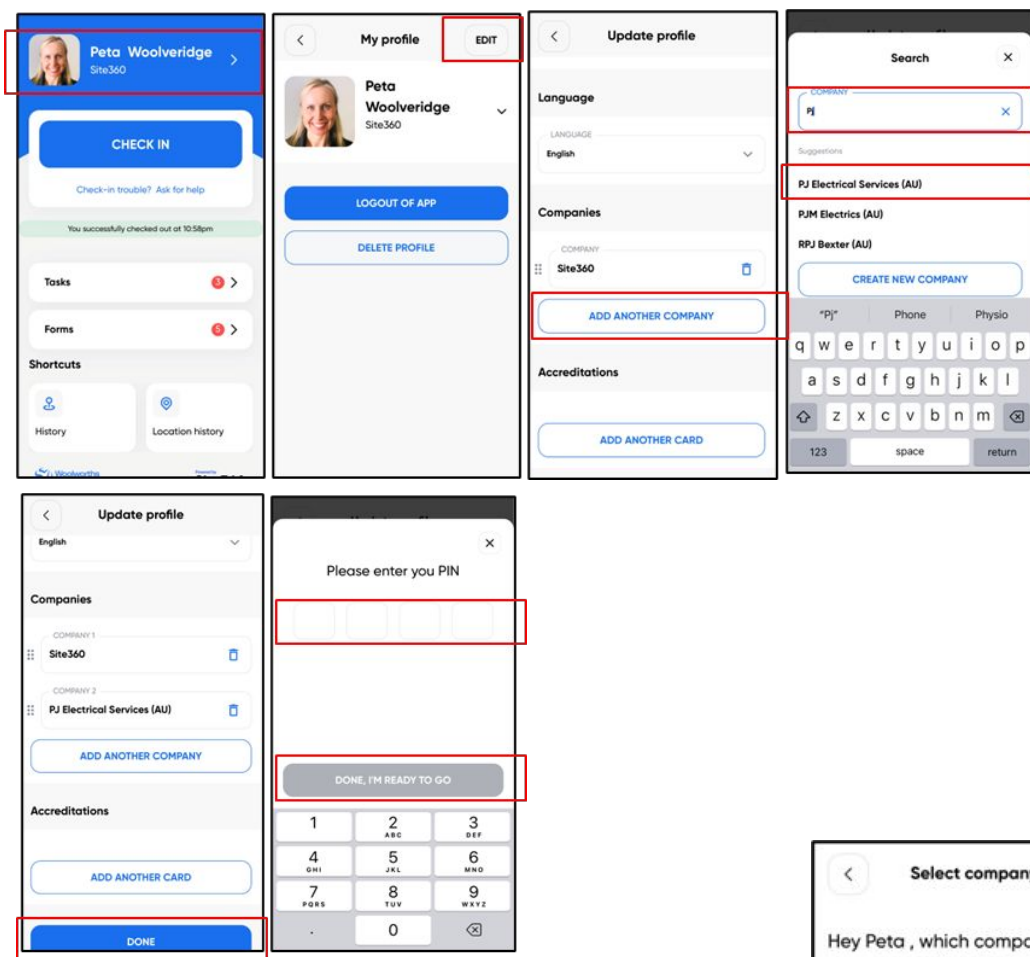 Peta Woolveridge
Site360
CHECK IN
Check-in trouble? Ask for help
You successfully checked out at 10:58pm
Tasks 3
Forms 5
Shortcuts
History Location history
Woolworths
My profile EDIT
Peta
Woolveridge
Site360
LOGOUT OF APP
DELETE PROFILE
Update profile
Language
LANGUAGE
English
Companies
COMPANY
Site360
ADD ANOTHER COMPANY
Accreditations
ADD ANOTHER CARD
Search
COMPANY
Pj
Suggestions
PJ Electrical Services (AU)
PJM Electrics (AU)
RPJ Bexter (AU)
CREATE NEW COMPANY
"Pj" Phone Physio
q w e r t y u i o p
a s d f g h j k l
z x c v b n m
123 space return
Update profile
English
Companies
COMPANY 1
Site360
COMPANY 2
PJ Electrical Services (AU)
ADD ANOTHER COMPANY
Accreditations
ADD ANOTHER CARD
DONE
Please enter you PIN
DONE, I'M READY TO GO
1 2 3
ABC DEF
4 5 6
GHI JKL MNO
7 8 9
PQRS TUV WXYZ
. 0
Select company
Hey Peta , which